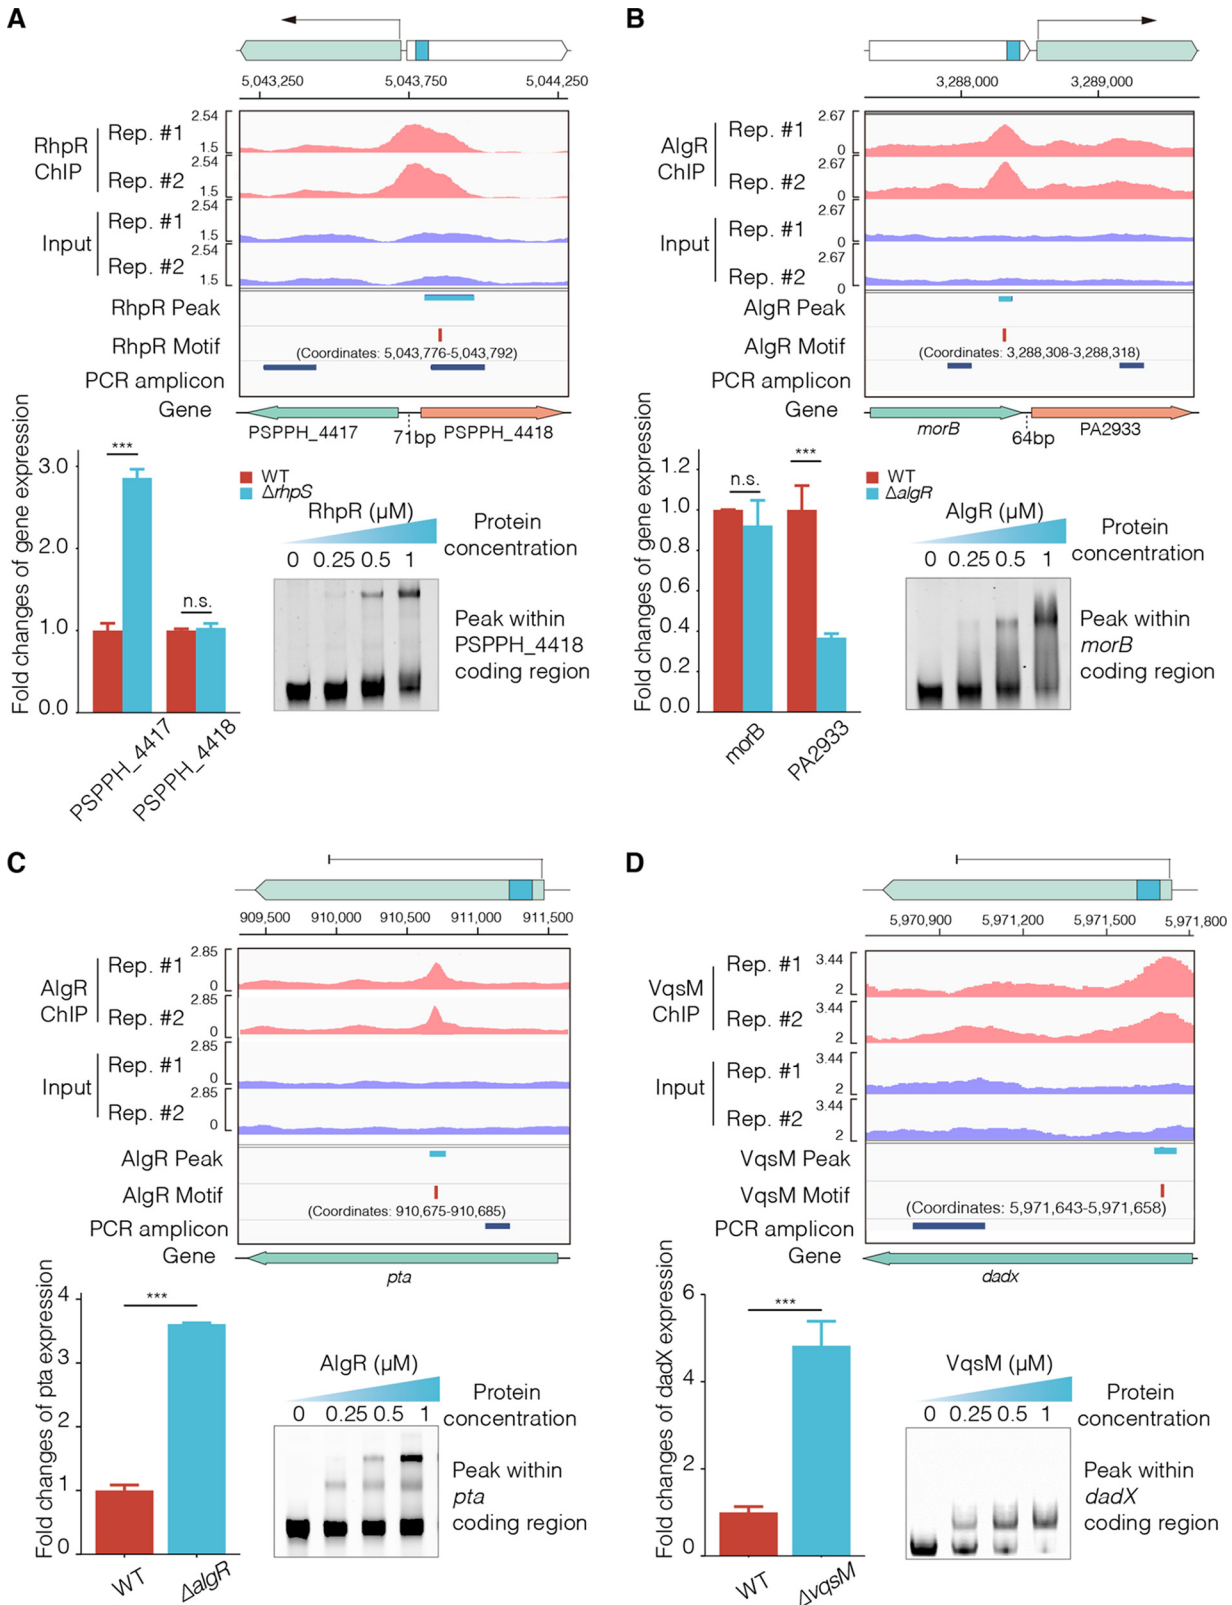 A
5,043,250 5,043,750 5,044,250
RhpR ChIP
Rep. #1 2.54 1.5
Rep. #2 2.54 1.5
Input
Rep. #1 2.54 1.5
Rep. #2 2.54 1.5
RhpR Peak
RhpR Motif
(Coordinates: 5,043,776-5,043,792)
PCR amplicon
Gene
PSPPH_4417 71bp PSPPH_4418
Fold changes of gene expression
3.0
2.0
1.0
0.0
***
n.s.
PSPPH_4417
PSPPH_4418
WT
ΔrhpS
RhpR (μM)
0 0.25 0.5 1
Protein
concentration
Peak within
PSPPH_4418
coding region
B
3,288,000 3,289,000
AlgR ChIP
Rep. #1 2.67 0
Rep. #2 2.67 0
Input
Rep. #1 2.67 0
Rep. #2 2.67 0
AlgR Peak
AlgR Motif
(Coordinates: 3,288,308-3,288,318)
PCR amplicon
Gene
morB 64bp PA2933
Fold changes of gene expression
1.2
1.0
0.8
0.6
0.4
0.2
0.0
n.s.
***
morB
PA2933
WT
ΔalgR
AlgR (μM)
0 0.25 0.5 1
Protein
concentration
Peak within
morB
coding region
C
909,500 910,000 910,500 911,000 911,500
AlgR ChIP
Rep. #1 2.85 0
Rep. #2 2.85 0
Input
Rep. #1 2.85 0
Rep. #2 2.85 0
AlgR Peak
AlgR Motif
(Coordinates: 910,675-910,685)
PCR amplicon
Gene
pta
Fold changes of pta expression
4
3
2
1
0
***
WT
ΔalgR
AlgR (μM)
0 0.25 0.5 1
Protein
concentration
Peak within
pta
coding region
D
5,970,900 5,971,200 5,971,500 5,971,800
VqsM ChIP
Rep. #1 3.44 2
Rep. #2 3.44 2
Input
Rep. #1 3.44 2
Rep. #2 3.44 2
VqsM Peak
VqsM Motif
(Coordinates: 5,971,643-5,971,658)
PCR amplicon
Gene
dadx
Fold changes of dadX expression
6
4
2
0
***
WT
ΔvqsM
VqsM (μM)
0 0.25 0.5 1
Protein
concentration
Peak within
dadX
coding region